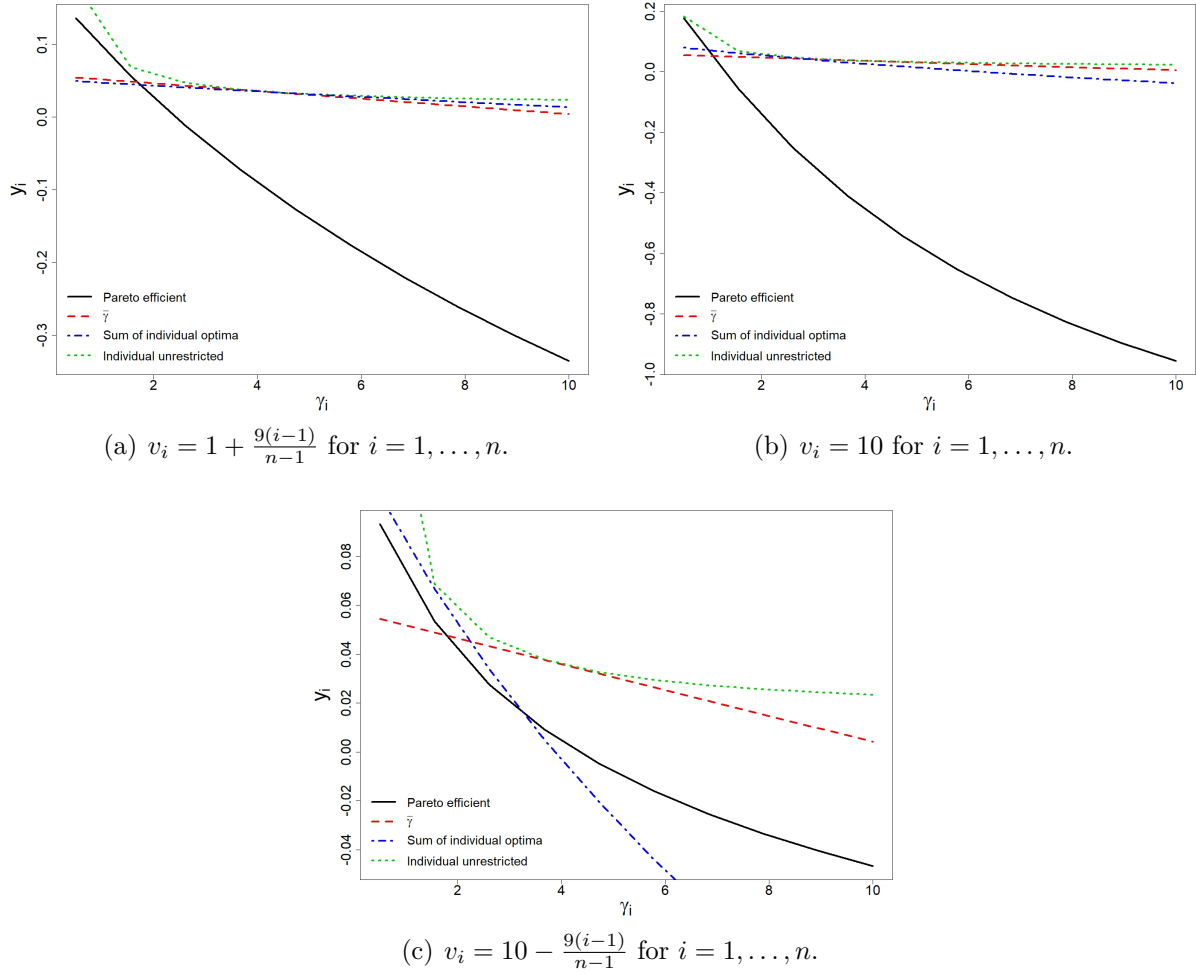 0.1
0.0
-0.1
-0.2
-0.3
y_i
Pareto efficient
γ̄
Sum of individual optima
Individual unrestricted
2 4 6 8 10
γ_i
(a) v_i = 1 + \frac{9(i−1)}{n−1} for i = 1, . . . , n.
0.2
0.0
-0.2
-0.4
-0.6
-0.8
-1.0
y_i
Pareto efficient
γ̄
Sum of individual optima
Individual unrestricted
2 4 6 8 10
γ_i
(b) v_i = 10 for i = 1, . . . , n.
0.08
0.06
0.04
0.02
0.00
-0.02
-0.04
y_i
Pareto efficient
γ̄
Sum of individual optima
Individual unrestricted
2 4 6 8 10
γ_i
(c) v_i = 10 − \frac{9(i−1)}{n−1} for i = 1, . . . , n.